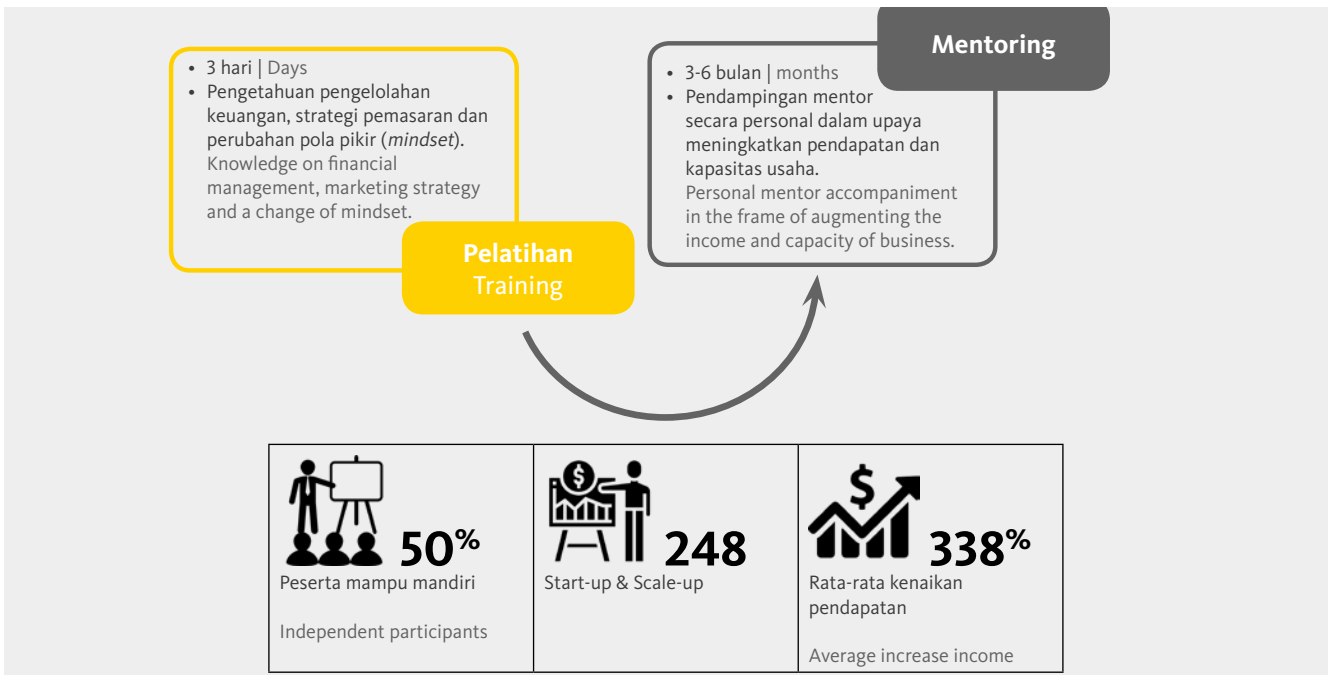 • 3 hari | Days
• Pengetahuan pengelolahan
keuangan, strategi pemasaran dan
perubahan pola pikir (mindset).
Knowledge on financial
management, marketing strategy
and a change of mindset.
Pelatihan
Training
Mentoring
• 3-6 bulan | months
• Pendampingan mentor
secara personal dalam upaya
meningkatkan pendapatan dan
kapasitas usaha.
Personal mentor accompaniment
in the frame of augmenting the
income and capacity of business.
50%
Peserta mampu mandiri
Independent participants
248
Start-up & Scale-up
338%
Rata-rata kenaikan
pendapatan
Average increase income